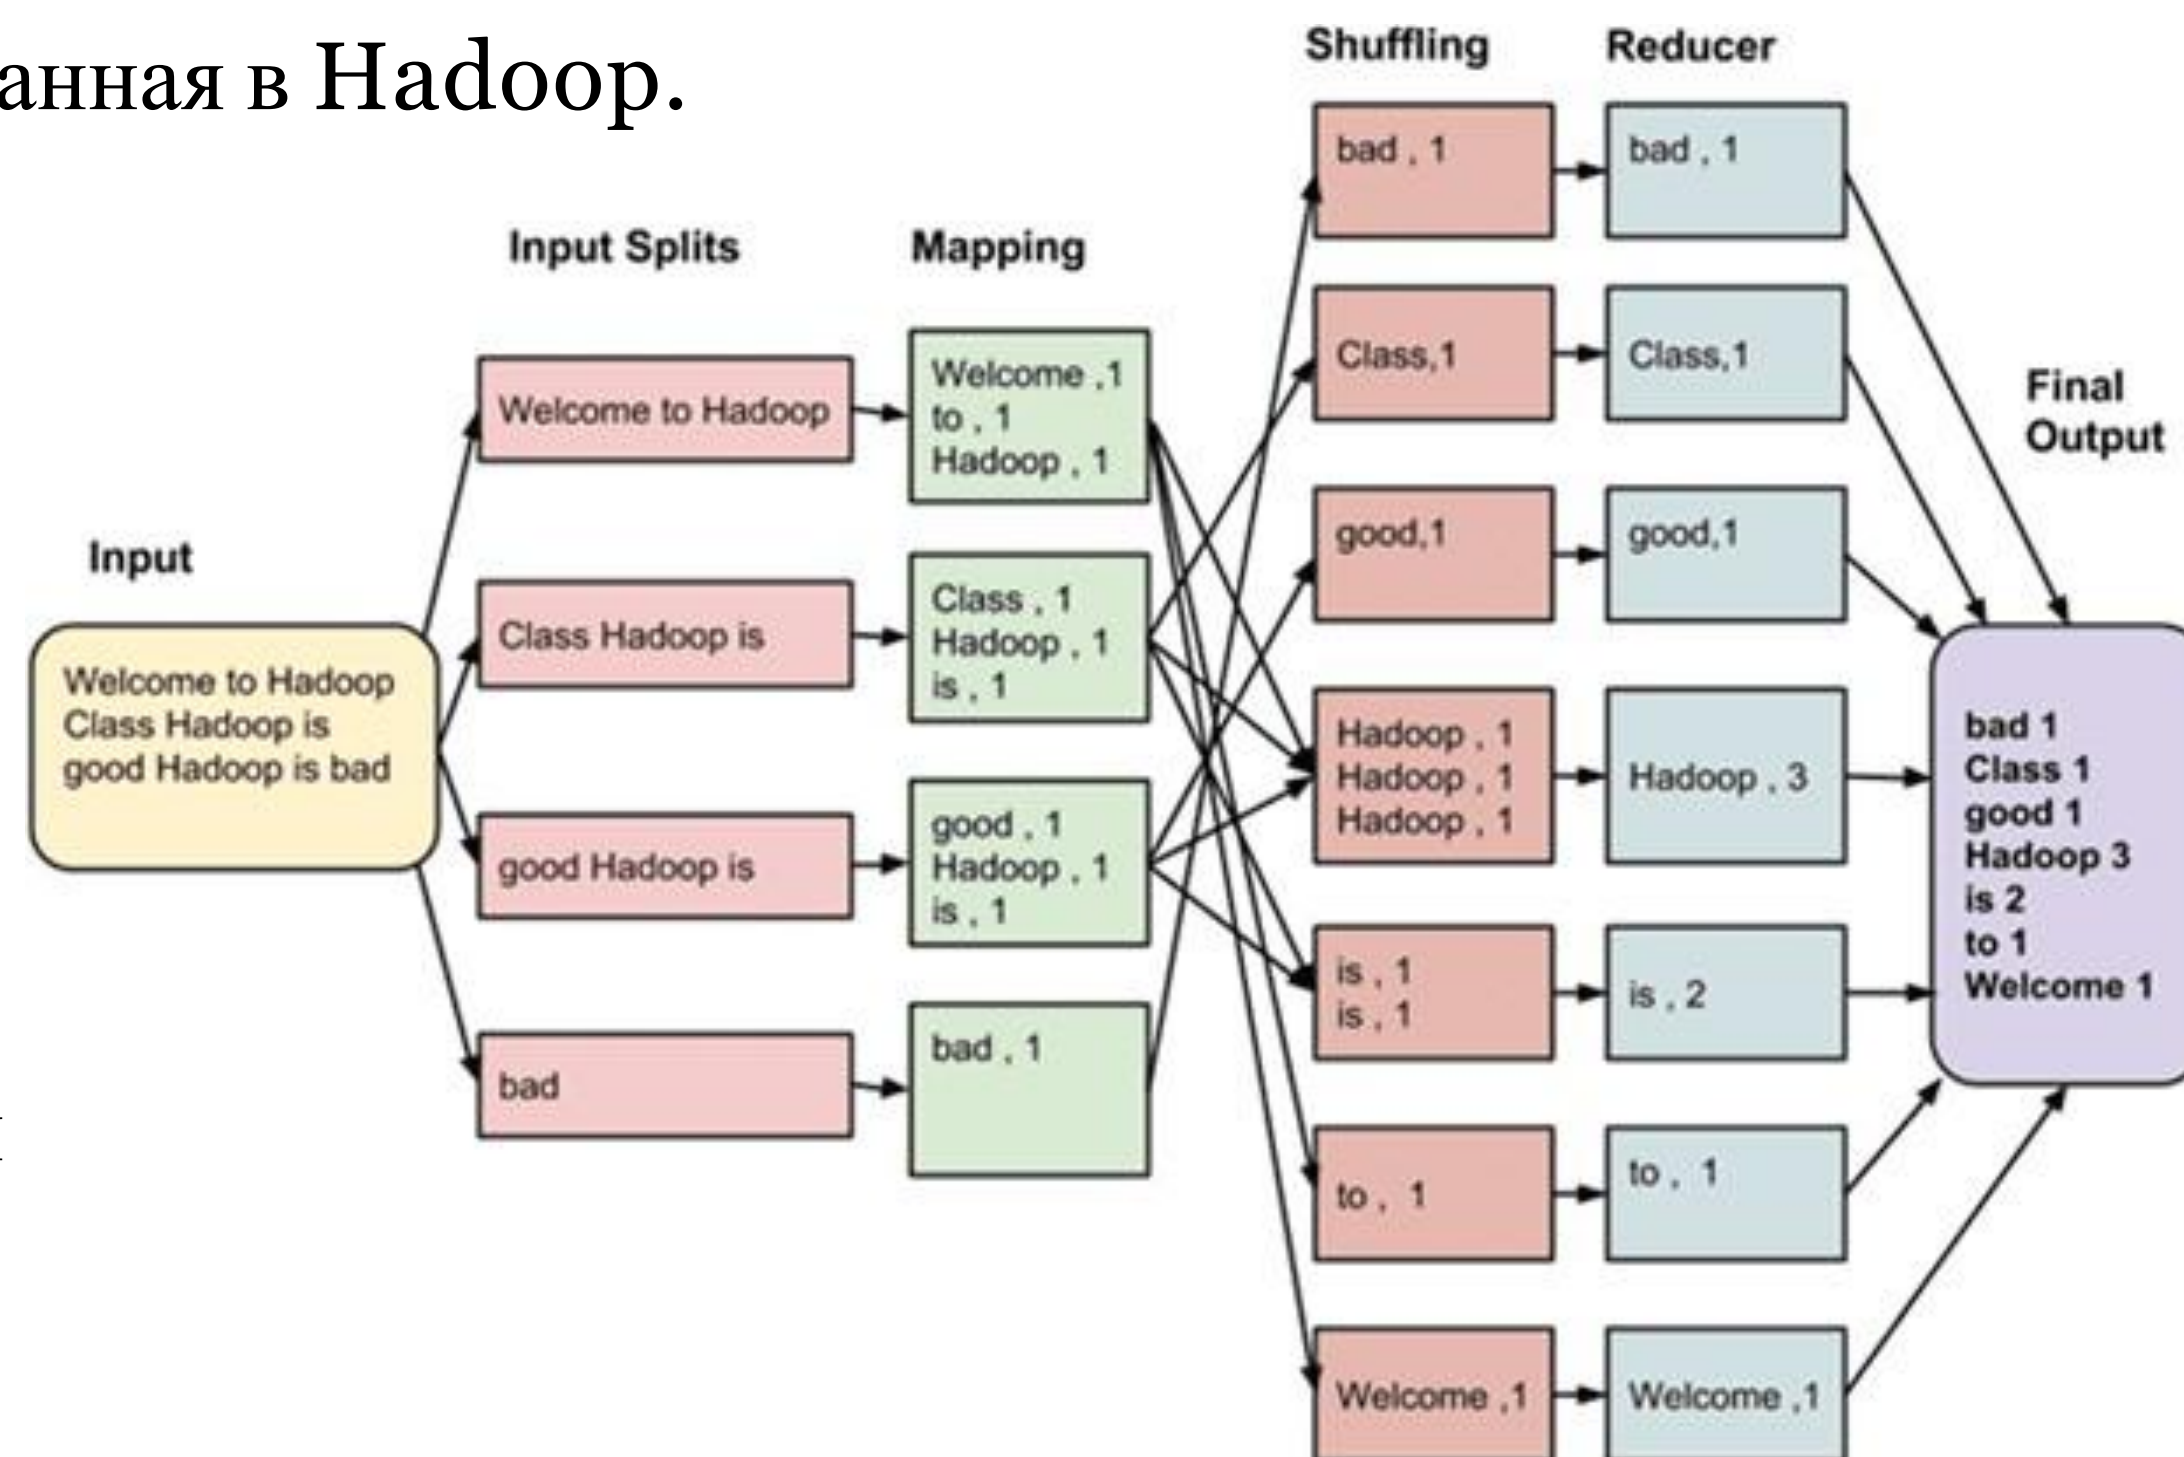 анная в Hadoop.
Input
Welcome to Hadoop
Class Hadoop is
good Hadoop is bad
Input Splits
Welcome to Hadoop
Class Hadoop is
good Hadoop is
bad
Mapping
Welcome ,1
to , 1
Hadoop , 1
Class , 1
Hadoop , 1
is , 1
good , 1
Hadoop , 1
is , 1
bad , 1
Shuffling
bad , 1
Class,1
good,1
Hadoop , 1
Hadoop , 1
Hadoop , 1
is , 1
is , 1
to , 1
Welcome ,1
Reducer
bad , 1
Class,1
good,1
Hadoop , 3
is , 2
to , 1
Welcome ,1
Final
Output
bad 1
Class 1
good 1
Hadoop 3
is 2
to 1
Welcome 1